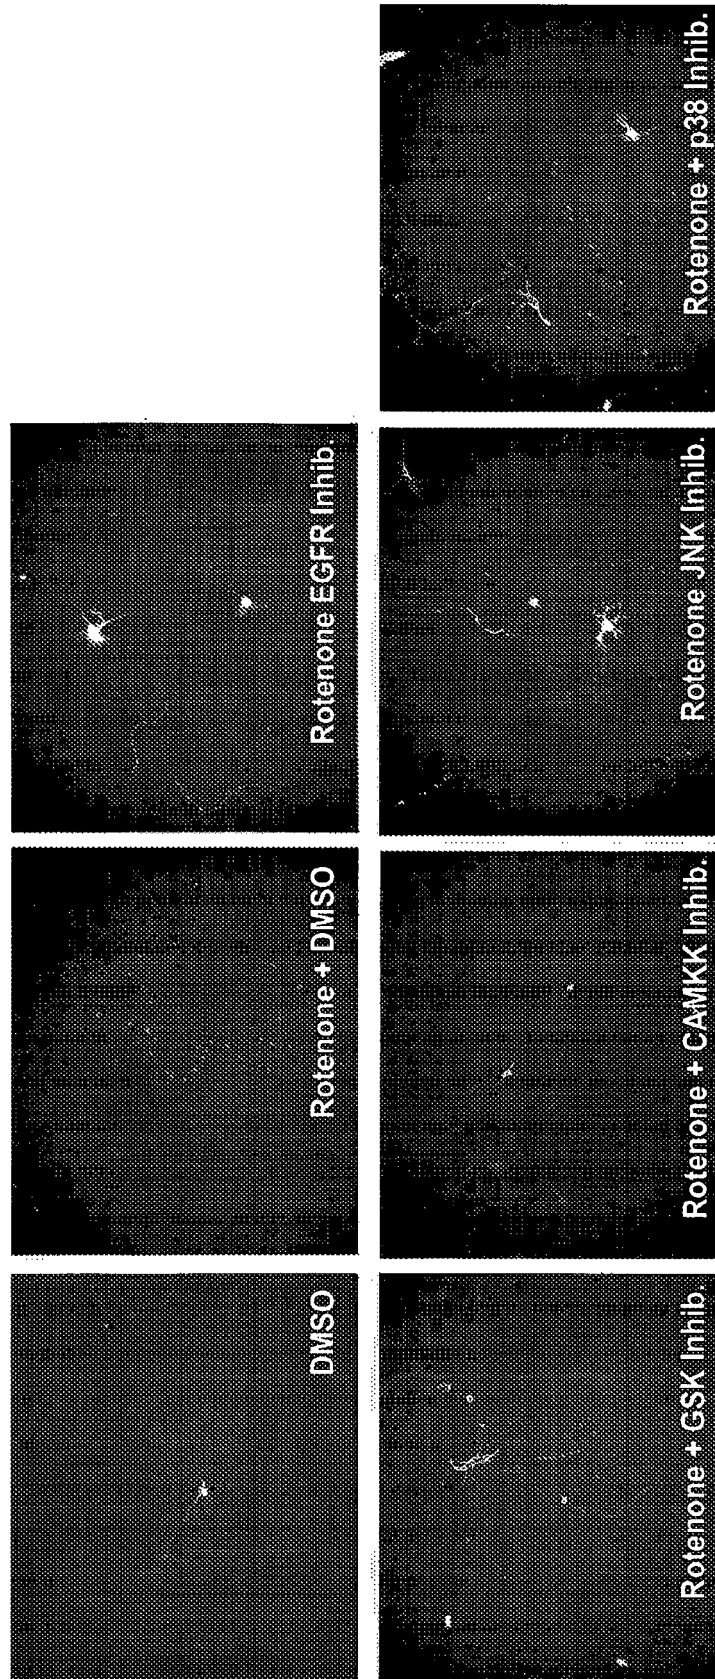 DMSO
Rotenone + DMSO
Rotenone EGFR Inhib.
Rotenone + GSK Inhib.
Rotenone + CAMKK Inhib.
Rotenone JNK Inhib.
Rotenone + p38 Inhib.